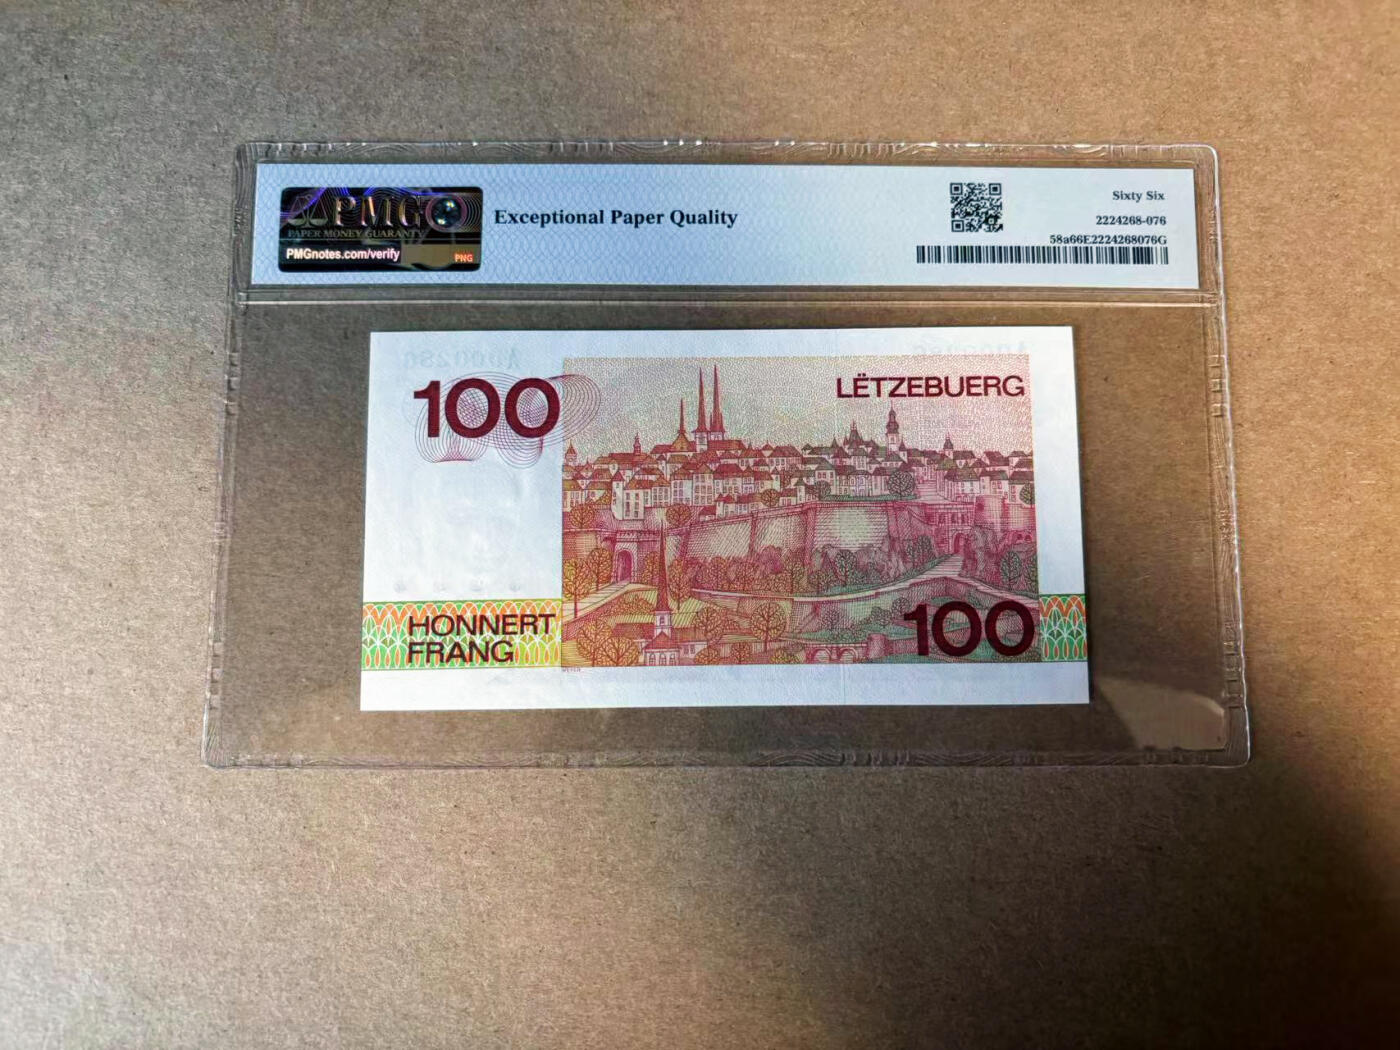 PMG
PAPER MONEY GUARANTY
PMGnotes.com/verify
PNG
Exceptional Paper Quality
Sixty Six
2224268-076
58a66E2224268076G
100
LËTZEBUERG
HONNERT
FRANG
100